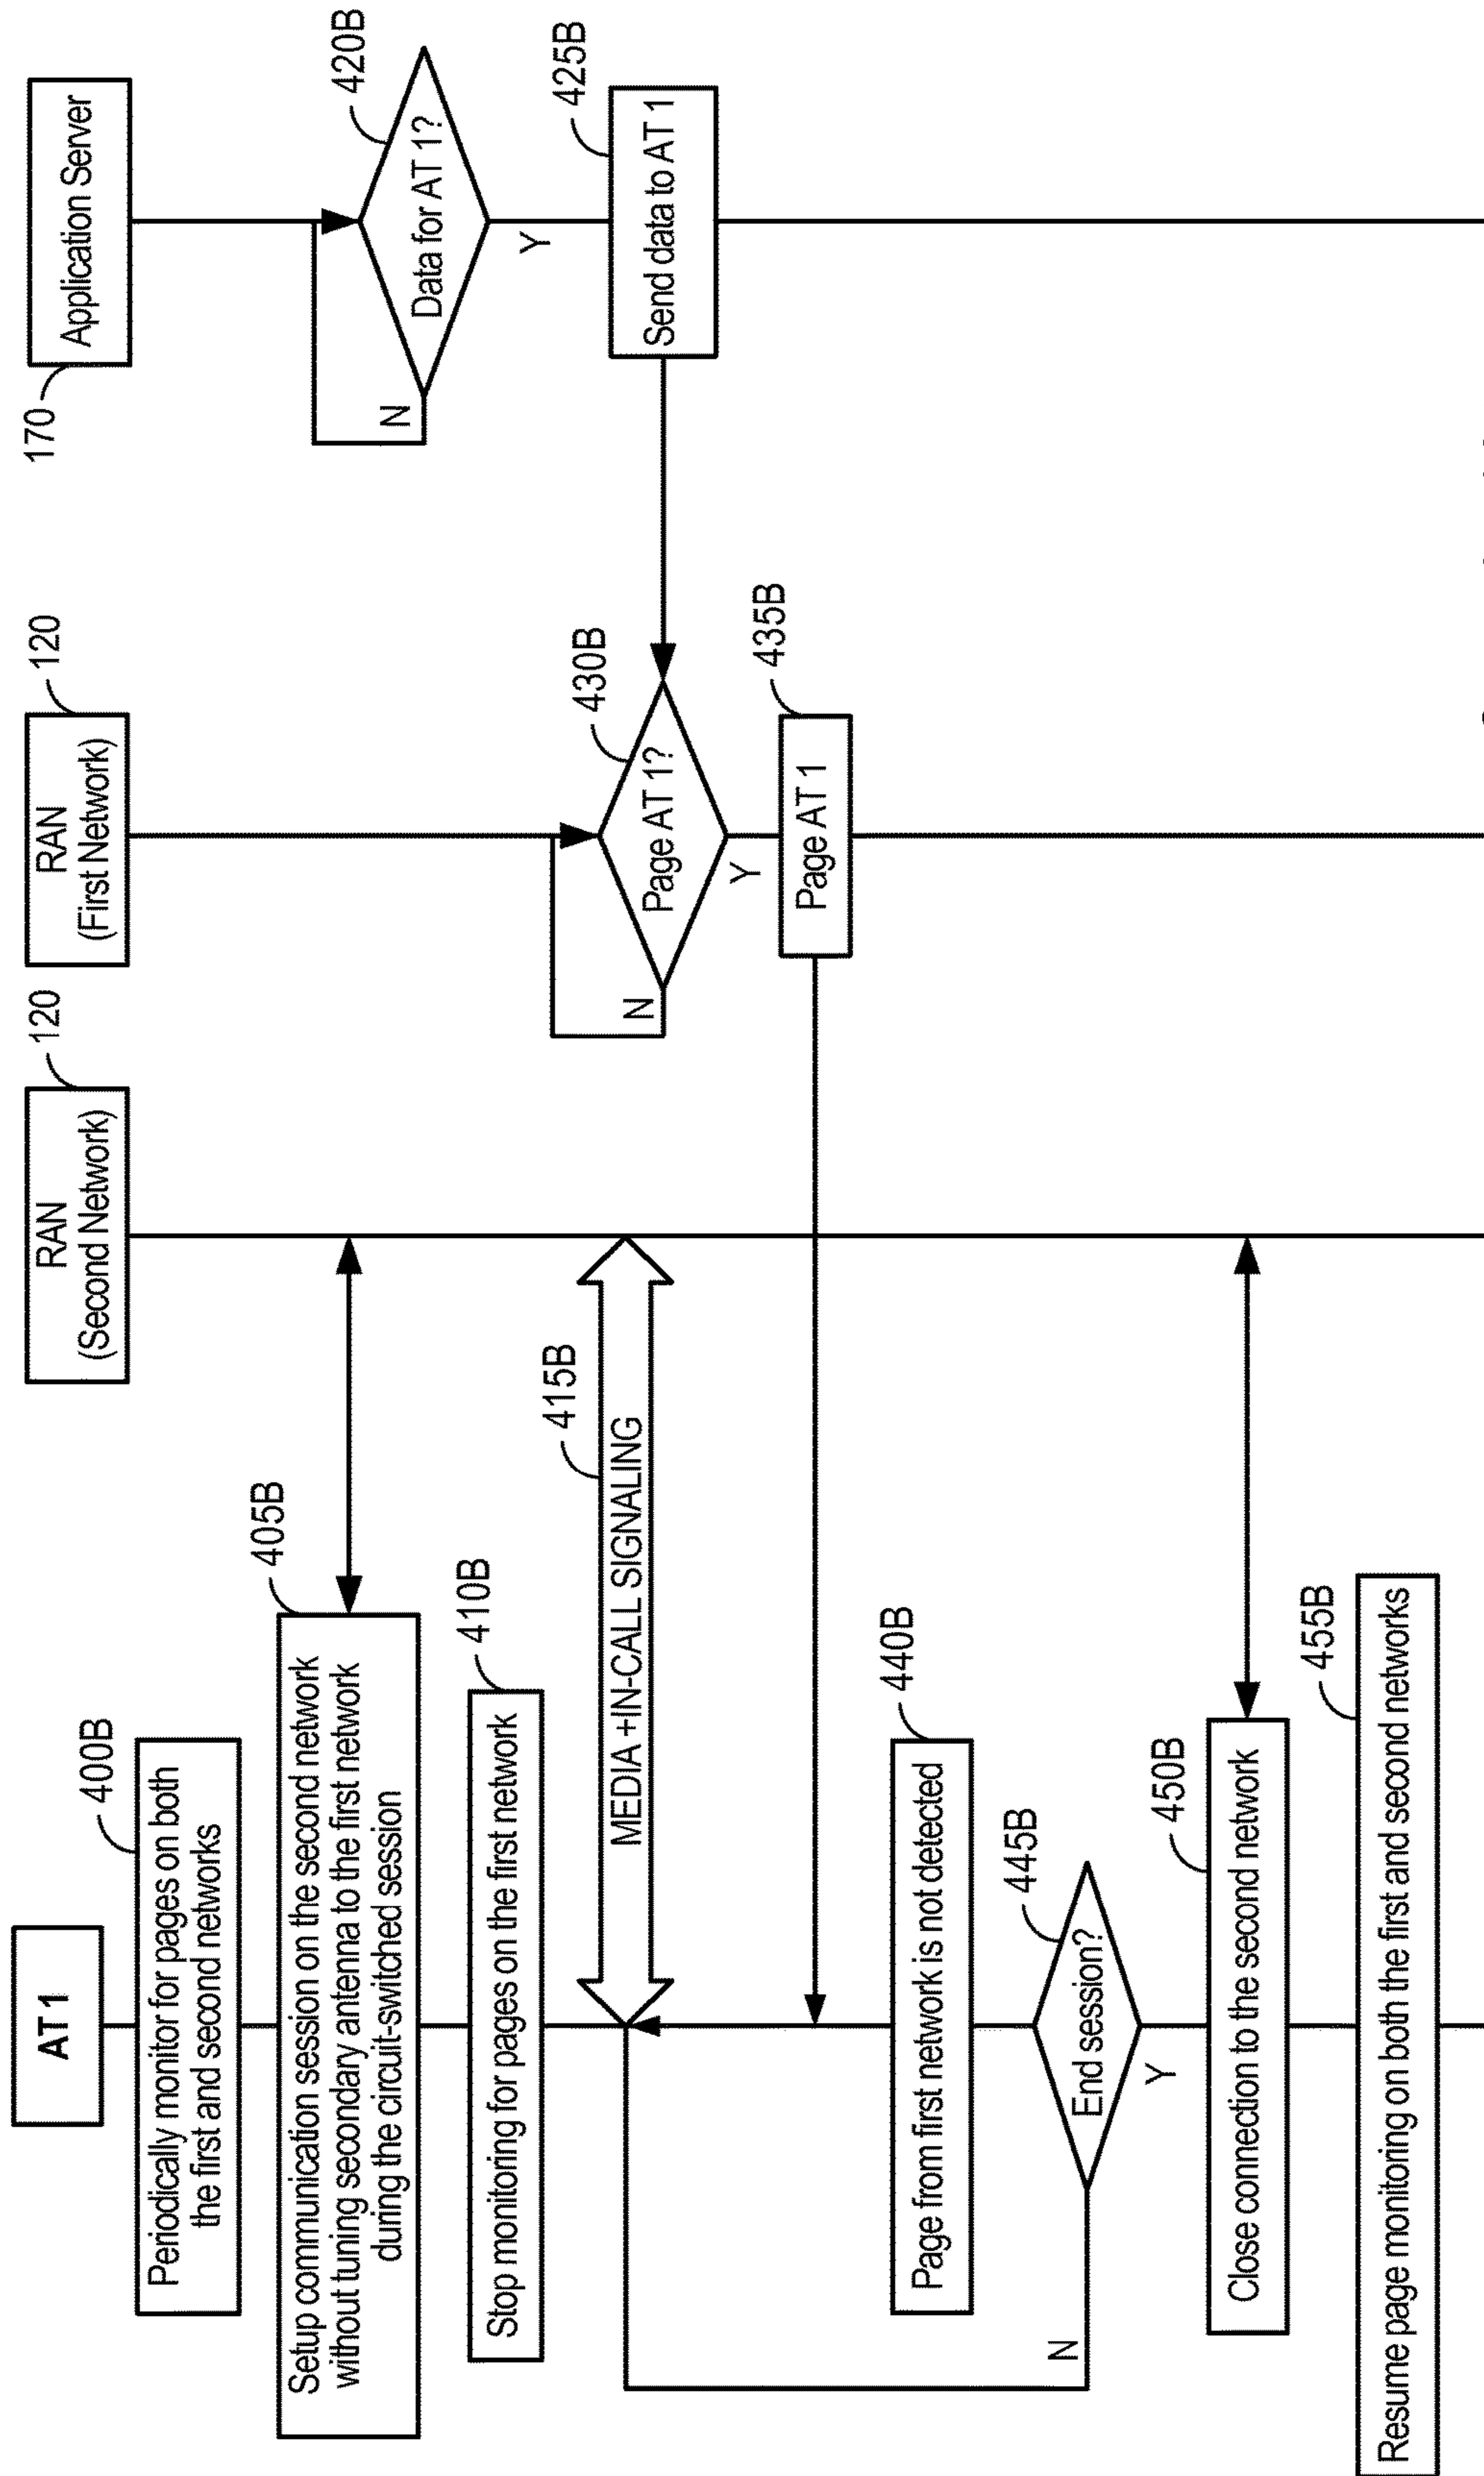 AT 1
RAN
(Second Network)
120
RAN
(First Network)
120
170
Application Server
400B
Periodically monitor for pages on both
the first and second networks
405B
Setup communication session on the second network
without tuning secondary antenna to the first network
during the circuit-switched session
410B
Stop monitoring for pages on the first network
415B
MEDIA +IN-CALL SIGNALING
420B
Data for AT 1?
N
Y
425B
Send data to AT 1
430B
Page AT 1?
N
Y
435B
Page AT 1
440B
Page from first network is not detected
445B
End session?
N
Y
450B
Close connection to the second network
455B
Resume page monitoring on both the first and second networks